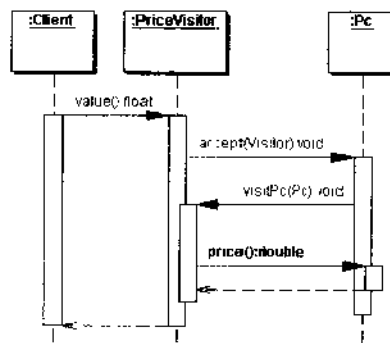 :Client
:PriceVisitor
:Pc
value() float
accept(Visitor) void
visitPc(Pc) void
price():double